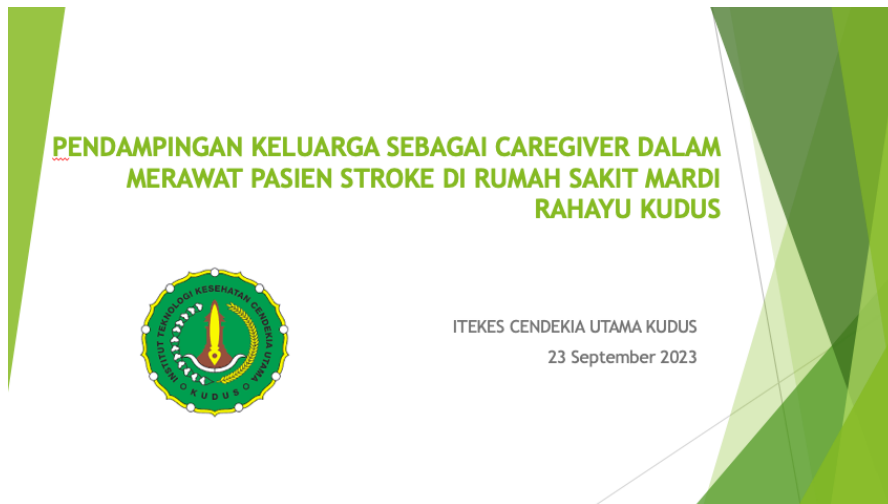 PENDAMPINGAN KELUARGA SEBAGAI CAREGIVER DALAM
MERAWAT PASIEN STROKE DI RUMAH SAKIT MARDI
RAHAYU KUDUS
INSTITUT TEKNOLOGI KESEHATAN CENDEKIA UTAMA
KUDUS
ITEKES CENDEKIA UTAMA KUDUS
23 September 2023